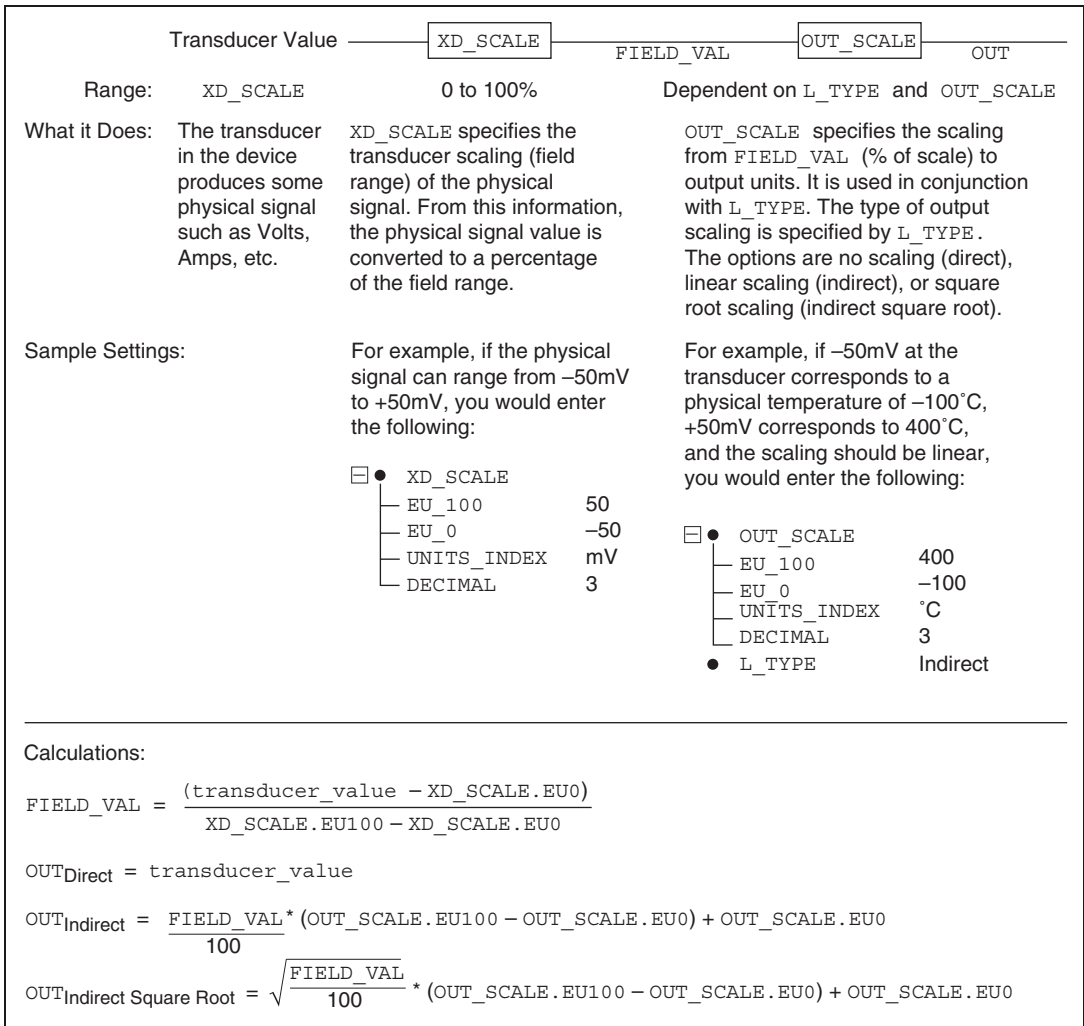 Transducer Value XD_SCALE FIELD_VAL OUT_SCALE OUT
Range: XD_SCALE 0 to 100% Dependent on L_TYPE and OUT_SCALE
What it Does:
The transducer
in the device
produces some
physical signal
such as Volts,
Amps, etc.
XD_SCALE specifies the
transducer scaling (field
range) of the physical
signal. From this information,
the physical signal value is
converted to a percentage
of the field range.
OUT_SCALE specifies the scaling
from FIELD_VAL (% of scale) to
output units. It is used in conjunction
with L_TYPE. The type of output
scaling is specified by L_TYPE.
The options are no scaling (direct),
linear scaling (indirect), or square
root scaling (indirect square root).
Sample Settings:
For example, if the physical
signal can range from –50mV
to +50mV, you would enter
the following:
XD_SCALE
EU_100 50
EU_0 –50
UNITS_INDEX mV
DECIMAL 3
For example, if –50mV at the
transducer corresponds to a
physical temperature of –100˚C,
+50mV corresponds to 400˚C,
and the scaling should be linear,
you would enter the following:
OUT_SCALE
EU_100 400
EU_0 –100
UNITS_INDEX ˚C
DECIMAL 3
L_TYPE Indirect
Calculations:
FIELD_VAL = (transducer_value – XD_SCALE.EU0)
XD_SCALE.EU100 – XD_SCALE.EU0
OUTDirect = transducer_value
OUTIndirect = FIELD_VAL * (OUT_SCALE.EU100 – OUT_SCALE.EU0) + OUT_SCALE.EU0
100
OUTIndirect Square Root = √ FIELD_VAL * (OUT_SCALE.EU100 – OUT_SCALE.EU0) + OUT_SCALE.EU0
100